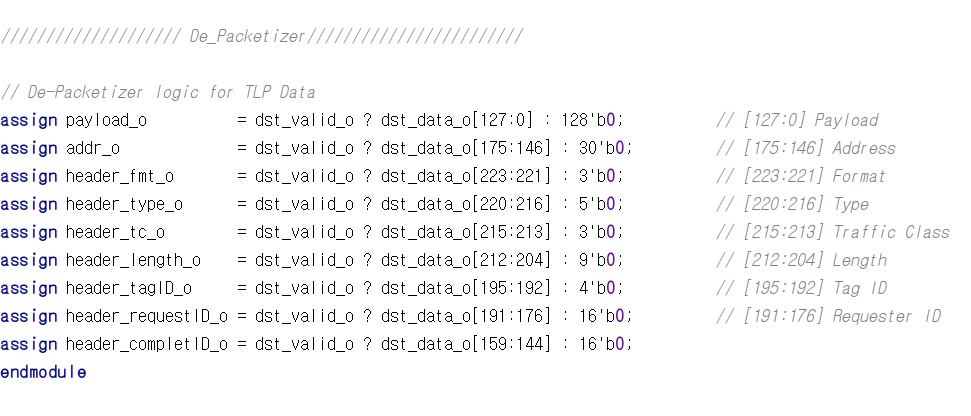 //////////////////// De_Packetizer////////////////////////
// De-Packetizer logic for TLP Data
assign payload_o = dst_valid_o ? dst_data_o[127:0] : 128'b0; // [127:0] Payload
assign addr_o = dst_valid_o ? dst_data_o[175:146] : 30'b0; // [175:146] Address
assign header_fmt_o = dst_valid_o ? dst_data_o[223:221] : 3'b0; // [223:221] Format
assign header_type_o = dst_valid_o ? dst_data_o[220:216] : 5'b0; // [220:216] Type
assign header_tc_o = dst_valid_o ? dst_data_o[215:213] : 3'b0; // [215:213] Traffic Class
assign header_length_o = dst_valid_o ? dst_data_o[212:204] : 9'b0; // [212:204] Length
assign header_tagID_o = dst_valid_o ? dst_data_o[195:192] : 4'b0; // [195:192] Tag ID
assign header_requestID_o = dst_valid_o ? dst_data_o[191:176] : 16'b0; // [191:176] Requester ID
assign header_completID_o = dst_valid_o ? dst_data_o[159:144] : 16'b0;
endmodule